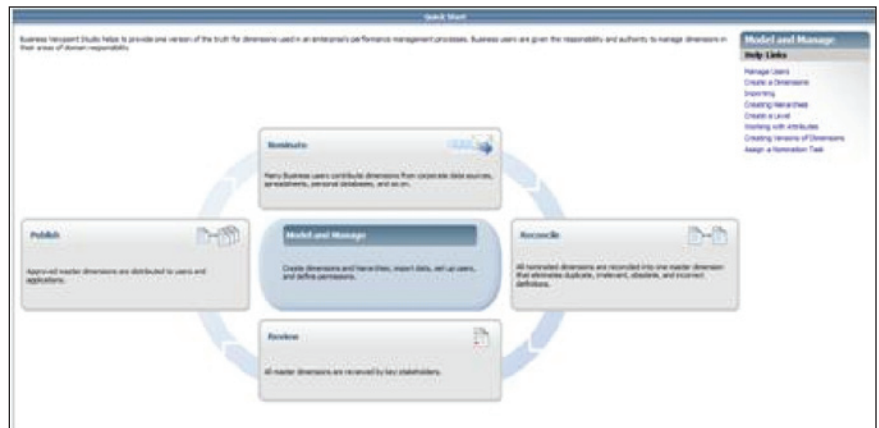 Quick Start
Business Viewpoint Studio helps to provide one version of the truth for dimensions used in an enterprise's performance management processes. Business users are given the responsibility and authority to manage dimensions in
their areas of domain responsibility.
Model and Manage
Help Links
Manage Users
Create a Dimensions
Importing
Creating Hierarchies
Create a Level
Working with Attributes
Creating Versions of Dimensions
Assign a Nomination Task
Nominate
Many Business users contribute dimensions from corporate data sources,
spreadsheets, personal databases, and so on.
Publish
Approved master dimensions are distributed to users and
applications.
Model and Manage
Create dimensions and hierarchies, import data, set up users,
and define permissions.
Reconcile
All nominated dimensions are reconciled into one master dimension
that eliminates duplicate, irrelevant, obsolete, and incorrect
definitions.
Review
All master dimensions are reviewed by key stakeholders.